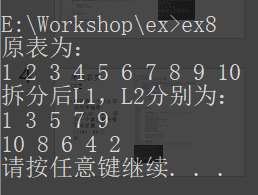 E:\Workshop\ex>ex8
原表为：
1 2 3 4 5 6 7 8 9 10
拆分后L1，L2分别为：
1 3 5 7 9
10 8 6 4 2
请按任意键继续. . .